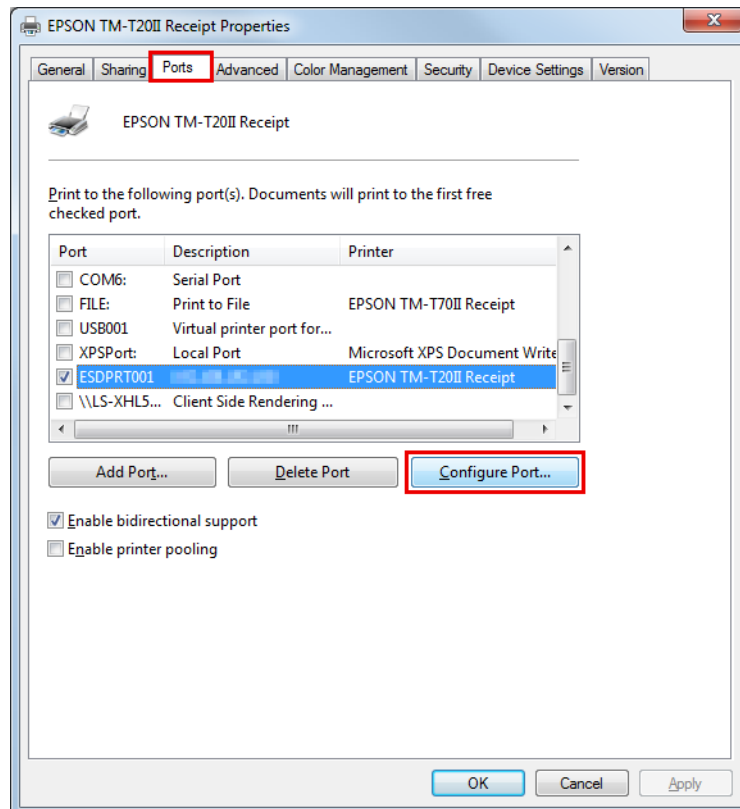 EPSON TM-T20II Receipt Properties
General Sharing Ports Advanced Color Management Security Device Settings Version
EPSON TM-T20II Receipt
Print to the following port(s). Documents will print to the first free
checked port.
Port Description Printer
COM6: Serial Port
FILE: Print to File EPSON TM-T70II Receipt
USB001 Virtual printer port for...
XPSPort: Local Port Microsoft XPS Document Write
ESDPRT001 EPSON TM-T20II Receipt
\\LS-XHL5... Client Side Rendering ...
Add Port... Delete Port Configure Port...
Enable bidirectional support
Enable printer pooling
OK Cancel Apply